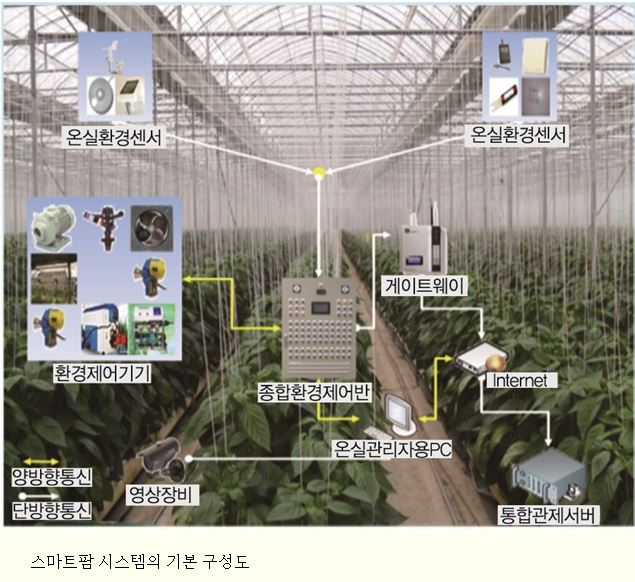 온실환경센서
온실환경센서
게이트웨이
환경제어기기
종합환경제어반
Internet
온실관리자용PC
양방향통신
단방향통신
영상장비
통합관제서버
스마트팜 시스템의 기본 구성도